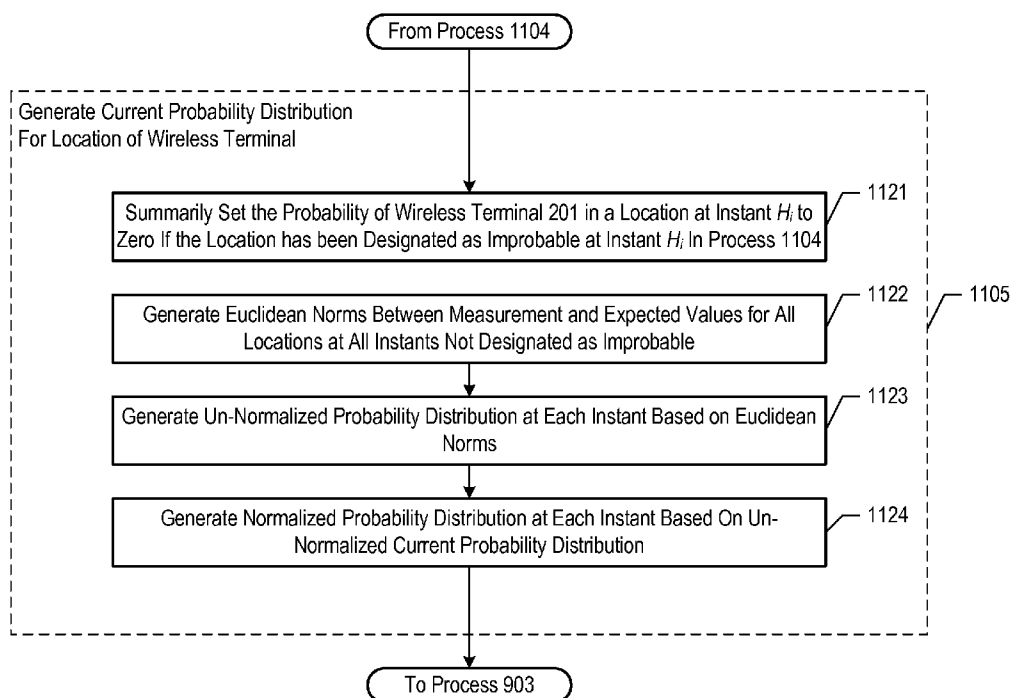 From Process 1104
Generate Current Probability Distribution
For Location of Wireless Terminal
1121
Summarily Set the Probability of Wireless Terminal 201 in a Location at Instant Hi to
Zero If the Location has been Designated as Improbable at Instant Hi In Process 1104
1122
1105
Generate Euclidean Norms Between Measurement and Expected Values for All
Locations at All Instants Not Designated as Improbable
1123
Generate Un-Normalized Probability Distribution at Each Instant Based on Euclidean
Norms
1124
Generate Normalized Probability Distribution at Each Instant Based On Un-
Normalized Current Probability Distribution
To Process 903